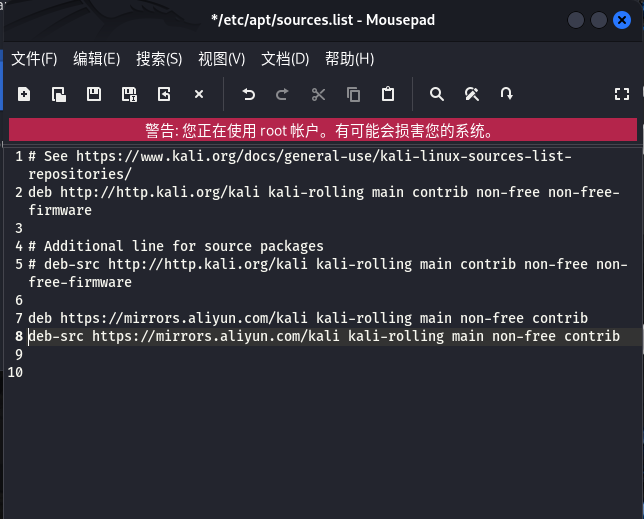 */etc/apt/sources.list - Mousepad
文件(F) 编辑(E) 搜索(S) 视图(V) 文档(D) 帮助(H)
警告: 您正在使用 root 帐户。有可能会损害您的系统。
1 # See https://www.kali.org/docs/general-use/kali-linux-sources-list-
repositories/
2 deb http://http.kali.org/kali kali-rolling main contrib non-free non-free-
firmware
3
4 # Additional line for source packages
5 # deb-src http://http.kali.org/kali kali-rolling main contrib non-free non-
free-firmware
6
7 deb https://mirrors.aliyun.com/kali kali-rolling main non-free contrib
8 deb-src https://mirrors.aliyun.com/kali kali-rolling main non-free contrib
9
10